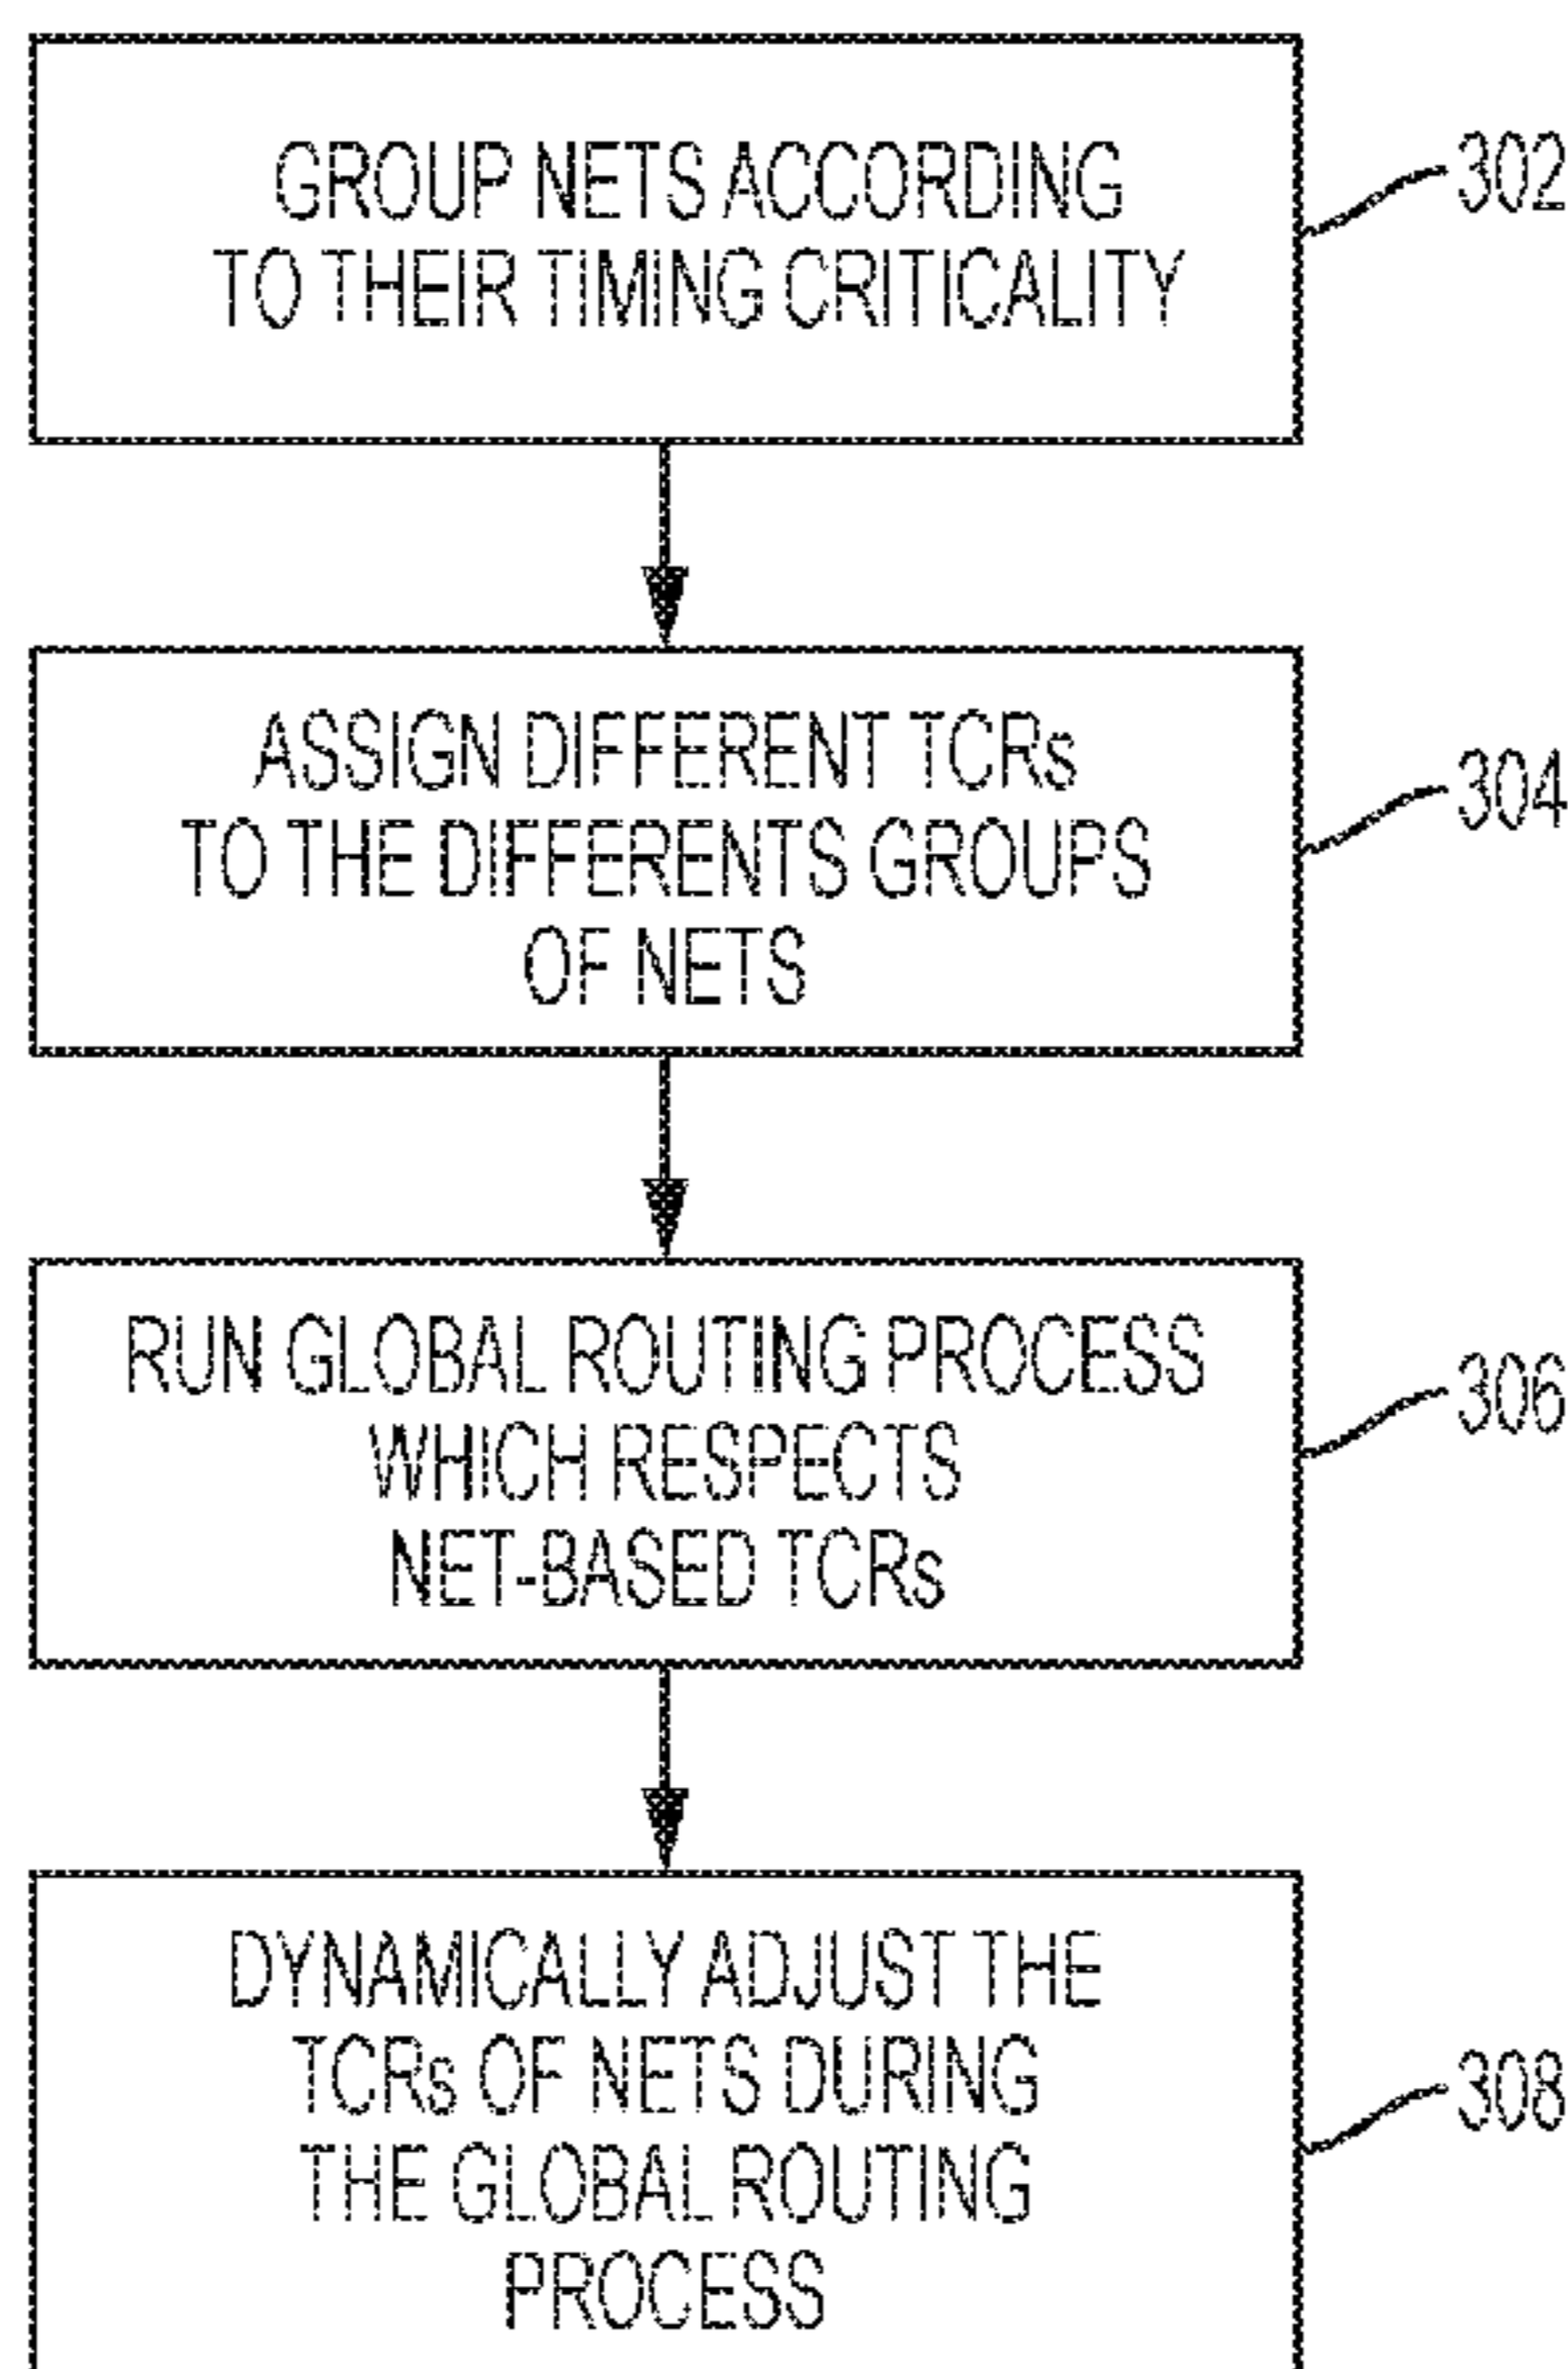 GROUP NETS ACCORDING
TO THEIR TIMING CRITICALITY
302
ASSIGN DIFFERENT TCRs
TO THE DIFFERENTS GROUPS
OF NETS
304
RUN GLOBAL ROUTING PROCESS
WHICH RESPECTS
NET-BASED TCRs
306
DYNAMICALLY ADJUST THE
TCRs OF NETS DURING
THE GLOBAL ROUTING
PROCESS
308